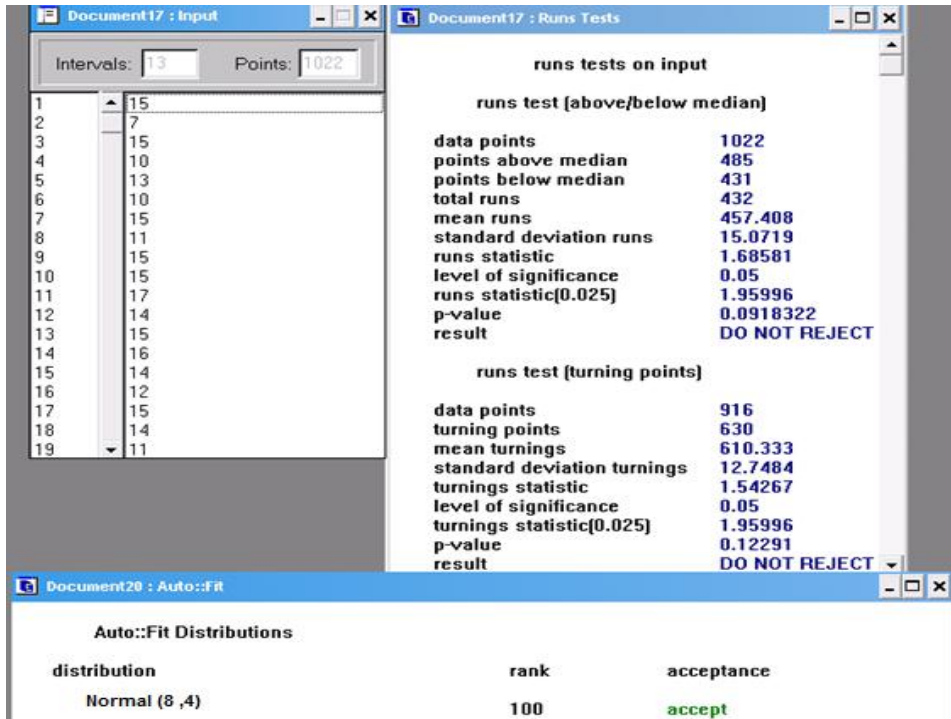 Document17 : Input
Intervals: 13 Points: 1022
1 15
2 7
3 15
4 10
5 13
6 10
7 15
8 11
9 15
10 15
11 17
12 14
13 15
14 16
15 14
16 12
17 15
18 14
19 11
Document17 : Runs Tests
runs tests on input
runs test (above/below median)
data points 1022
points above median 485
points below median 431
total runs 432
mean runs 457.408
standard deviation runs 15.0719
runs statistic 1.68581
level of significance 0.05
runs statistic(0.025) 1.95996
p-value 0.0918322
result DO NOT REJECT
runs test (turning points)
data points 916
turning points 630
mean turnings 610.333
standard deviation turnings 12.7484
turnings statistic 1.54267
level of significance 0.05
turnings statistic(0.025) 1.95996
p-value 0.12291
result DO NOT REJECT
Document20 : Auto::Fit
Auto::Fit Distributions
distribution rank acceptance
Normal (8 ,4) 100 accept